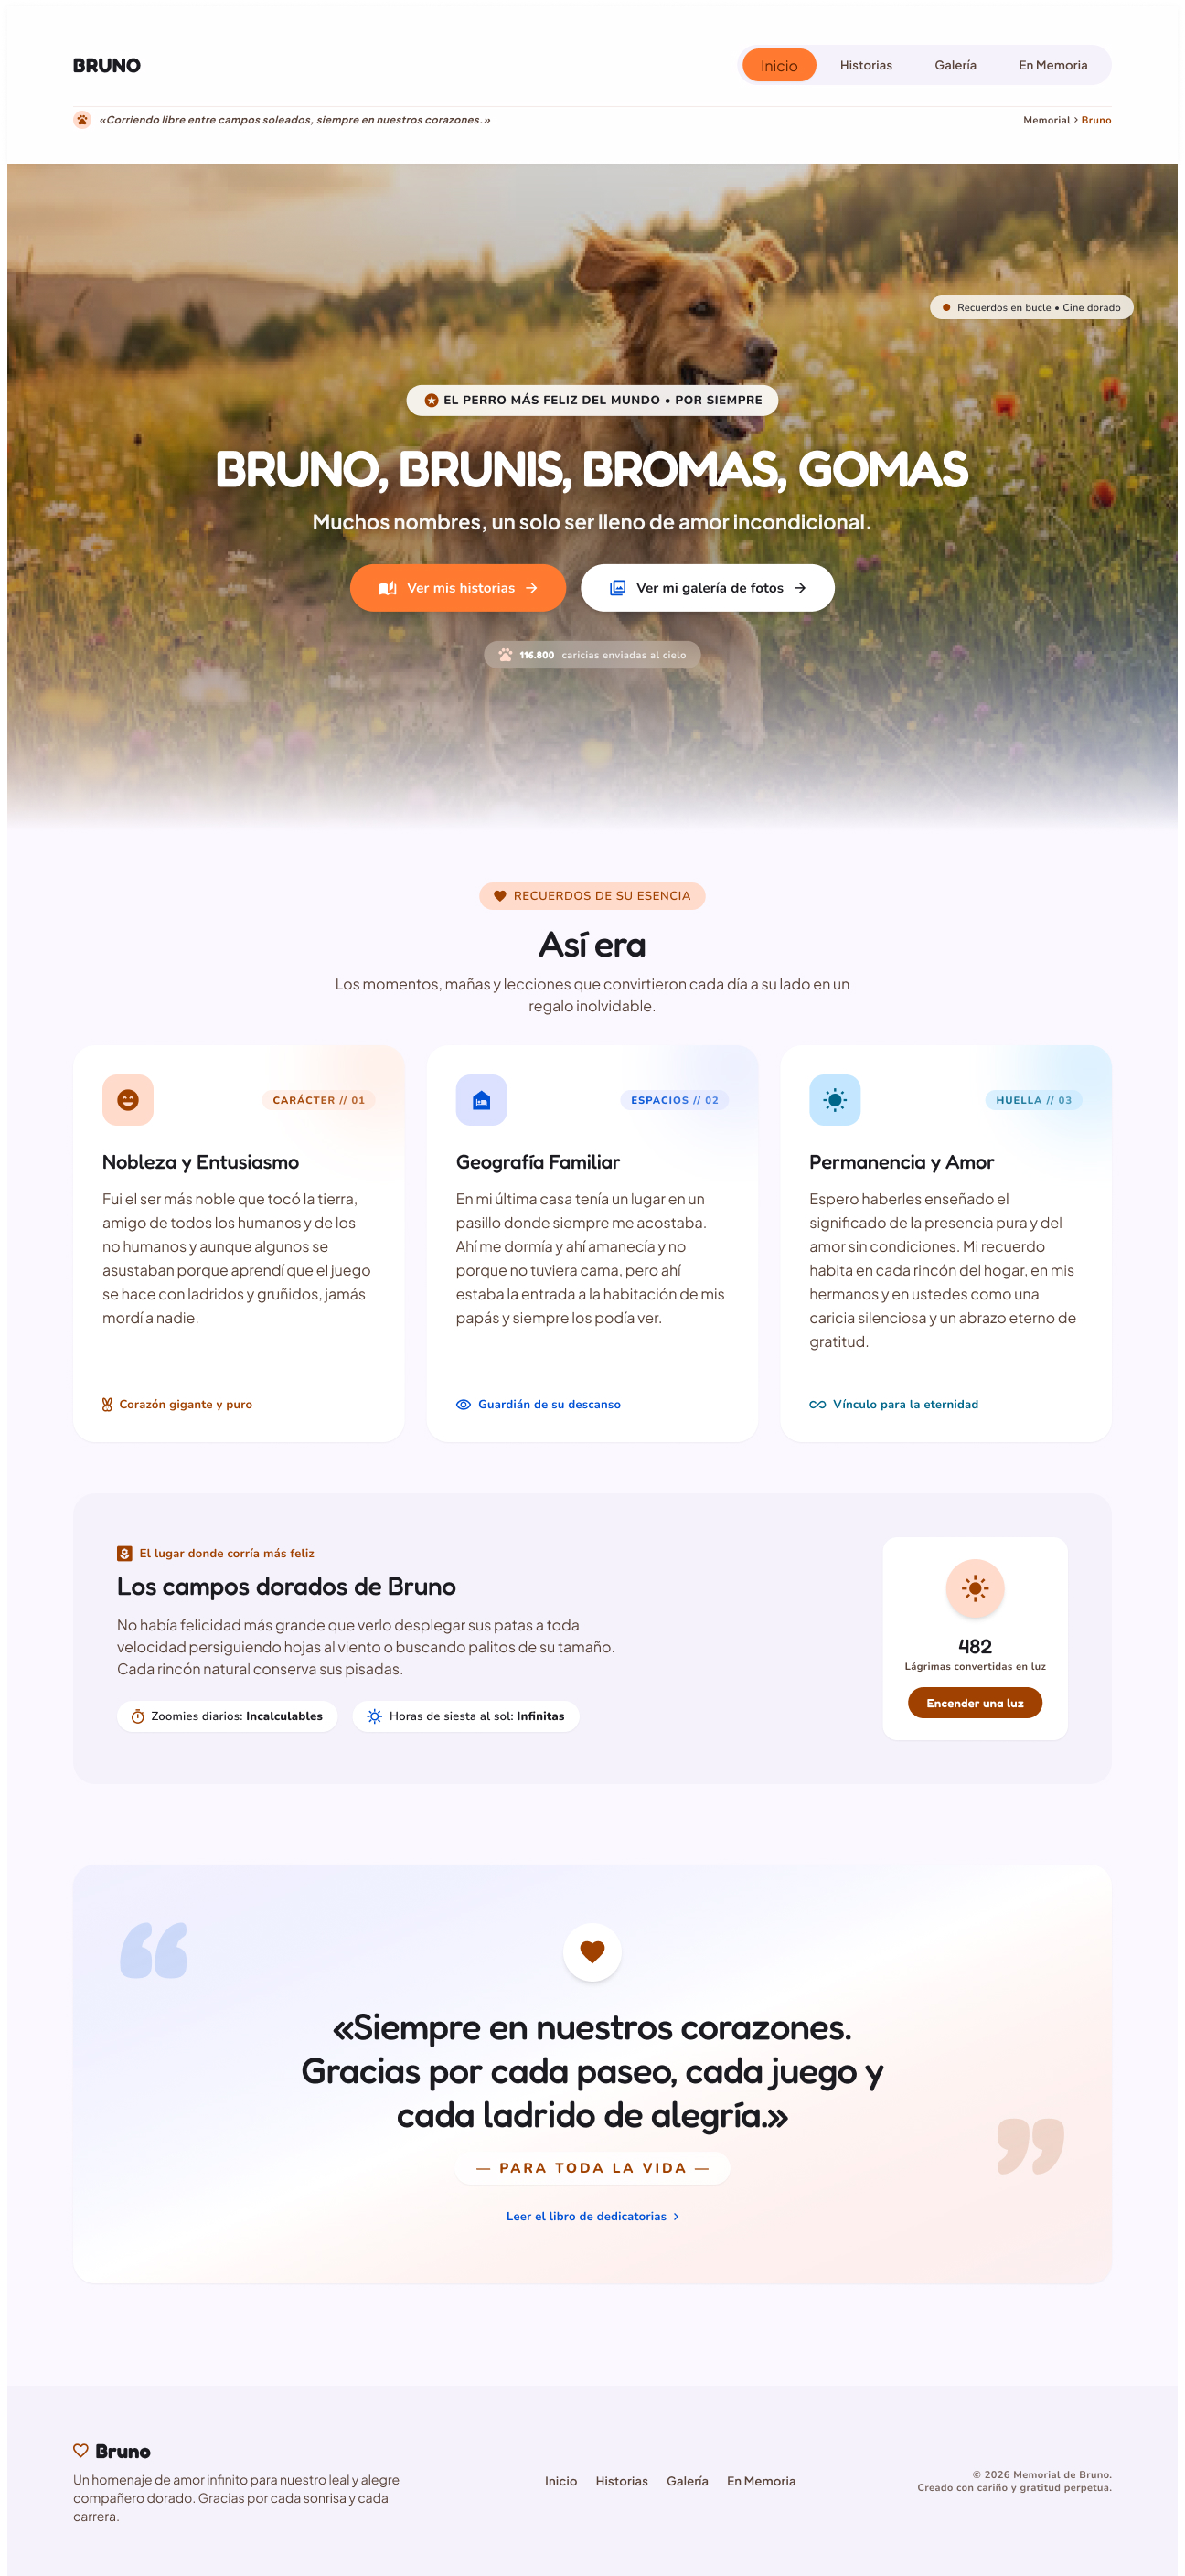 BRUNO
Inicio
Historias
Galería
En Memoria
«Corriendo libre entre campos soleados, siempre en nuestros corazones.»
Memorial > Bruno
Recuerdos en bucle • Cine dorado
EL PERRO MÁS FELIZ DEL MUNDO • POR SIEMPRE
BRUNO, BRUNIS, BROMAS, GOMAS
Muchos nombres, un solo ser lleno de amor incondicional.
Ver mis historias →
Ver mi galería de fotos →
116.800 caricias enviadas al cielo
RECUERDOS DE SU ESENCIA
Así era
Los momentos, mañas y lecciones que convirtieron cada día a su lado en un
regalo inolvidable.
CARÁCTER // 01
Nobleza y Entusiasmo
Fui el ser más noble que tocó la tierra,
amigo de todos los humanos y de los
no humanos y aunque algunos se
asustaban porque aprendí que el juego
se hace con ladridos y gruñidos, jamás
mordí a nadie.
Corazón gigante y puro
ESPACIOS // 02
Geografía Familiar
En mi última casa tenía un lugar en un
pasillo donde siempre me acostaba.
Ahí me dormía y ahí amanecía y no
porque no tuviera cama, pero ahí
estaba la entrada a la habitación de mis
papás y siempre los podía ver.
Guardián de su descanso
HUELLA // 03
Permanencia y Amor
Espero haberles enseñado el
significado de la presencia pura y del
amor sin condiciones. Mi recuerdo
habita en cada rincón del hogar, en mis
hermanos y en ustedes como una
caricia silenciosa y un abrazo eterno de
gratitud.
Vínculo para la eternidad
El lugar donde corría más feliz
Los campos dorados de Bruno
No había felicidad más grande que verlo desplegar sus patas a toda
velocidad persiguiendo hojas al viento o buscando palitos de su tamaño.
Cada rincón natural conserva sus pisadas.
Zoomies diarios: Incalculables
Horas de siesta al sol: Infinitas
482
Lágrimas convertidas en luz
Encender una luz
«Siempre en nuestros corazones.
Gracias por cada paseo, cada juego y
cada ladrido de alegría.»
— PARA TODA LA VIDA —
Leer el libro de dedicatorias >
Bruno
Un homenaje de amor infinito para nuestro leal y alegre
compañero dorado. Gracias por cada sonrisa y cada
carrera.
Inicio
Historias
Galería
En Memoria
© 2026 Memorial de Bruno.
Creado con cariño y gratitud perpetua.